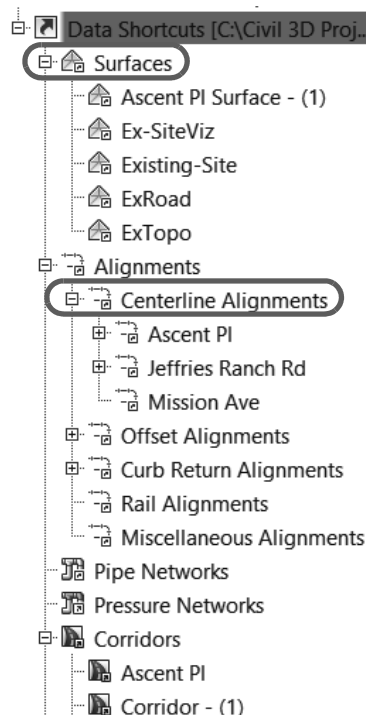 Data Shortcuts [C:\Civil 3D Proj...
Surfaces
Ascent Pl Surface - (1)
Ex-SiteViz
Existing-Site
ExRoad
ExTopo
Alignments
Centerline Alignments
Ascent Pl
Jeffries Ranch Rd
Mission Ave
Offset Alignments
Curb Return Alignments
Rail Alignments
Miscellaneous Alignments
Pipe Networks
Pressure Networks
Corridors
Ascent Pl
Corridor - (1)